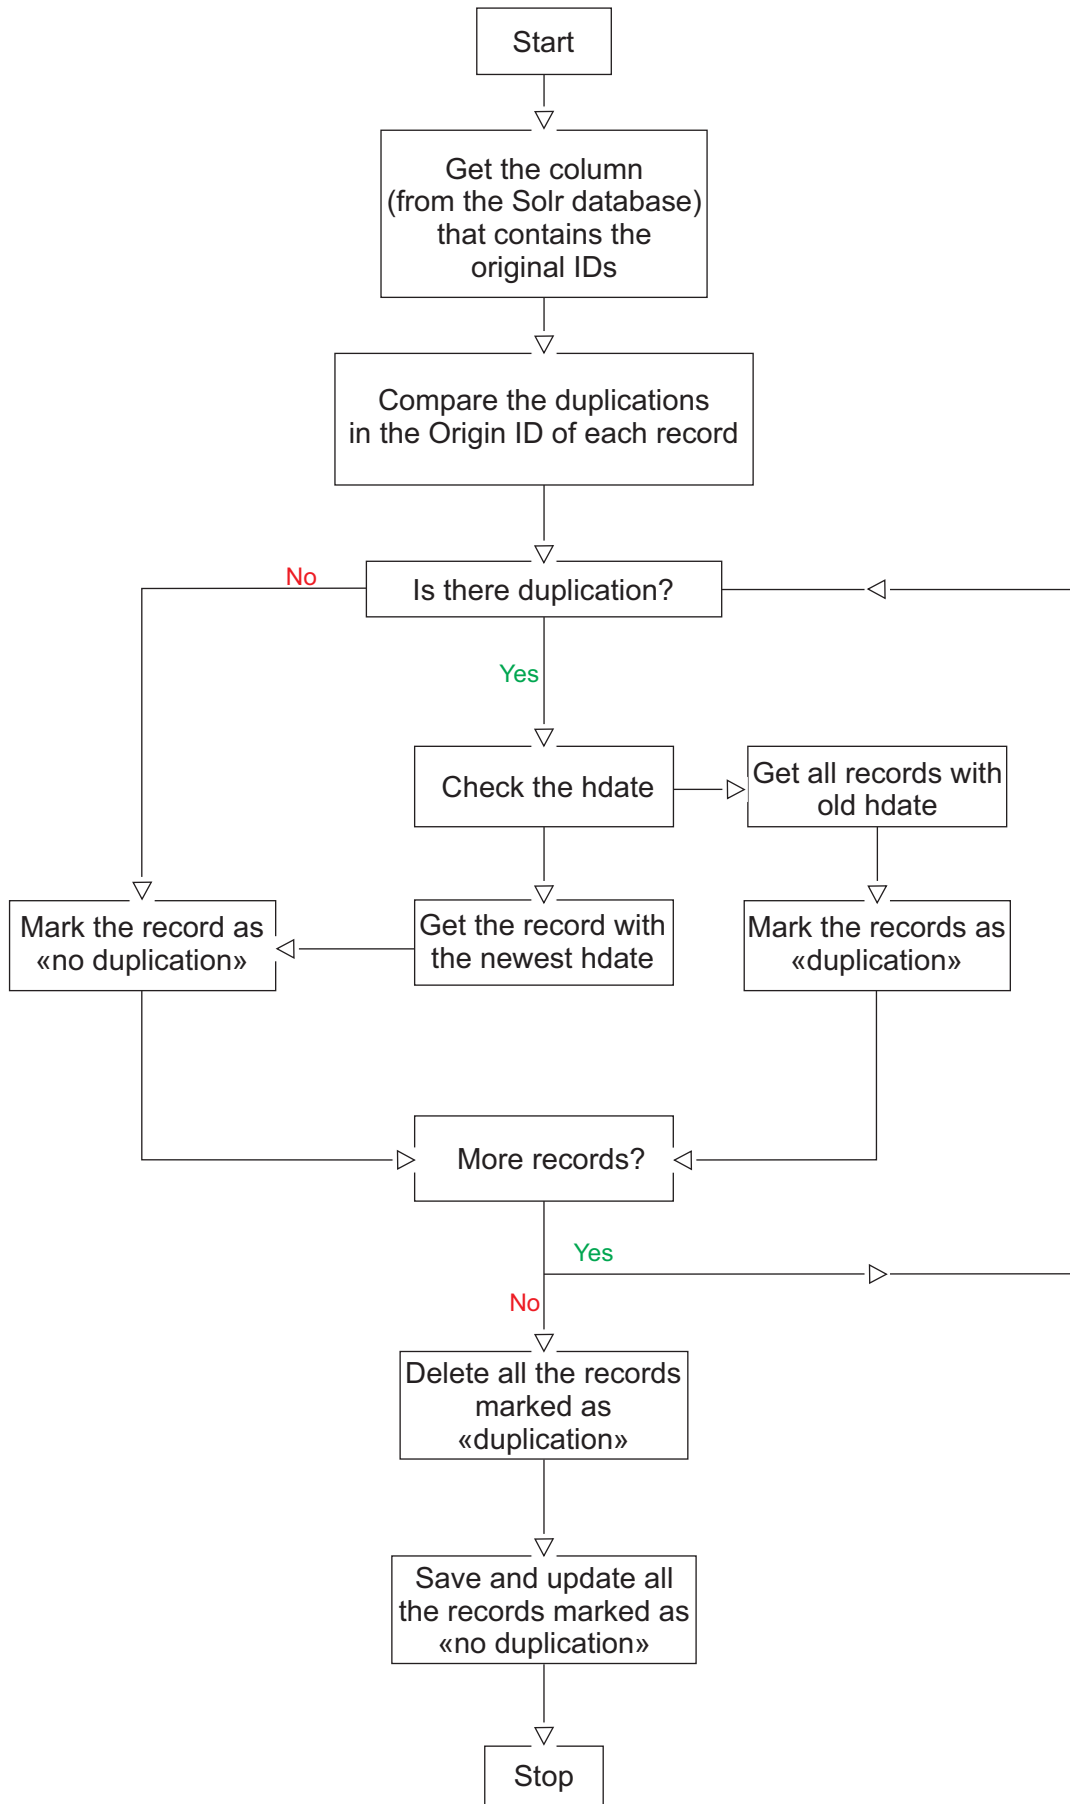 Start
Get the column
(from the Solr database)
that contains the
original IDs
Compare the duplications
in the Origin ID of each record
No
Is there duplication?
Yes
Check the hdate
Get all records with
old hdate
Mark the record as
«no duplication»
Get the record with
the newest hdate
Mark the records as
«duplication»
More records?
Yes
No
Delete all the records
marked as
«duplication»
Save and update all
the records marked as
«no duplication»
Stop